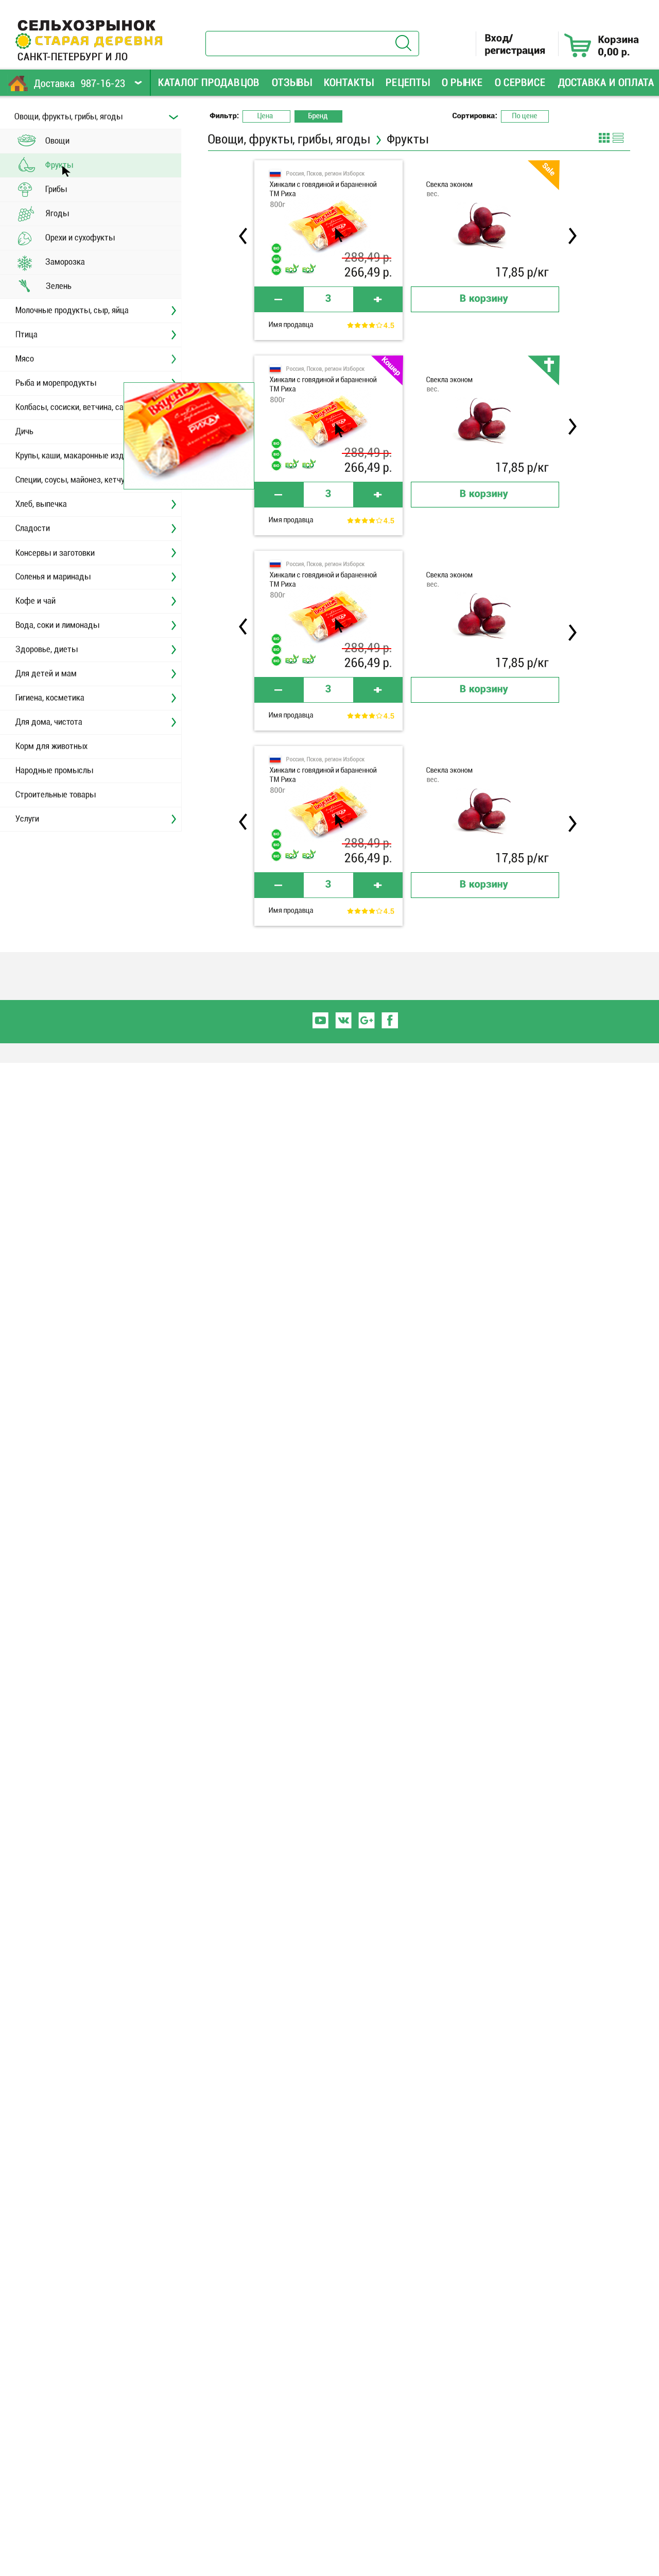 СЕЛЬХОЗРЫНОК
СТАРАЯ ДЕРЕВНЯ
САНКТ-ПЕТЕРБУРГ И ЛО
Вход/
регистрация
Корзина
0,00 р.
Доставка 987-16-23
КАТАЛОГ ПРОДАВЦОВ ОТЗЫВЫ КОНТАКТЫ РЕЦЕПТЫ О РЫНКЕ О СЕРВИСЕ ДОСТАВКА И ОПЛАТА
Овощи, фрукты, грибы, ягоды
Овощи
Фрукты
Грибы
Ягоды
Орехи и сухофукты
Заморозка
Зелень
Молочные продукты, сыр, яйца
Птица
Мясо
Рыба и морепродукты
Колбасы, сосиски, ветчина, са
Дичь
Крупы, каши, макаронные изд
Специи, соусы, майонез, кетчу
Хлеб, выпечка
Сладости
Консервы и заготовки
Соленья и маринады
Кофе и чай
Вода, соки и лимонады
Здоровье, диеты
Для детей и мам
Гигиена, косметика
Для дома, чистота
Корм для животных
Народные промыслы
Строительные товары
Услуги
Фильтр: Цена Бренд
Сортировка: По цене
Овощи, фрукты, грибы, ягоды Фрукты
Россия, Псков, регион Изборск
Хинкали с говядиной и бараненной
ТМ Риха
800г
288,49 р.
266,49 р.
3
Имя продавца
4.5
Sale
Свекла эконом
вес.
17,85 р/кг
В корзину
Россия, Псков, регион Изборск
Кошер
Хинкали с говядиной и бараненной
ТМ Риха
800г
288,49 р.
266,49 р.
3
Имя продавца
4.5
Свекла эконом
вес.
17,85 р/кг
В корзину
Россия, Псков, регион Изборск
Хинкали с говядиной и бараненной
ТМ Риха
800г
288,49 р.
266,49 р.
3
Имя продавца
4.5
Свекла эконом
вес.
17,85 р/кг
В корзину
Россия, Псков, регион Изборск
Хинкали с говядиной и бараненной
ТМ Риха
800г
288,49 р.
266,49 р.
3
Имя продавца
4.5
Свекла эконом
вес.
17,85 р/кг
В корзину